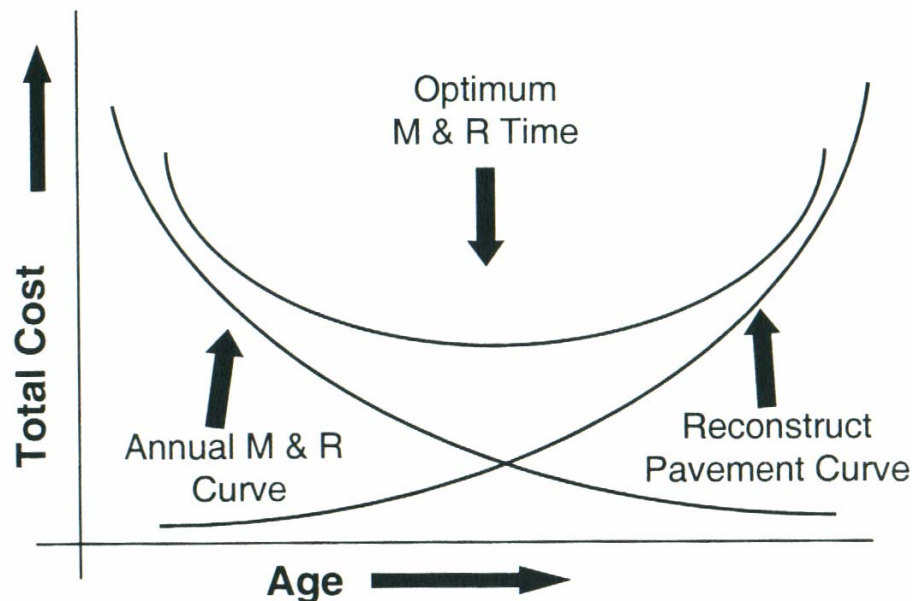 Optimum
M & R Time
Total Cost
Annual M & R
Curve
Reconstruct
Pavement Curve
Age